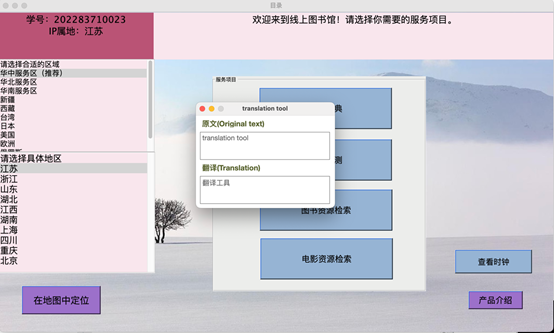 目录
学号：202283710023
IP属地：江苏
欢迎来到线上图书馆！请选择你需要的服务项目。
请选择合适的区域
华中服务区（推荐）
华北服务区
华南服务区
新疆
西藏
台湾
日本
美国
欧洲
请选择具体地区
江苏
浙江
山东
湖北
江西
湖南
上海
四川
重庆
北京
在地图中定位
服务项目
典
测
图书资源检索
电影资源检索
translation tool
原文(Original text)
translation tool
翻译(Translation)
翻译工具
查看时钟
产品介绍